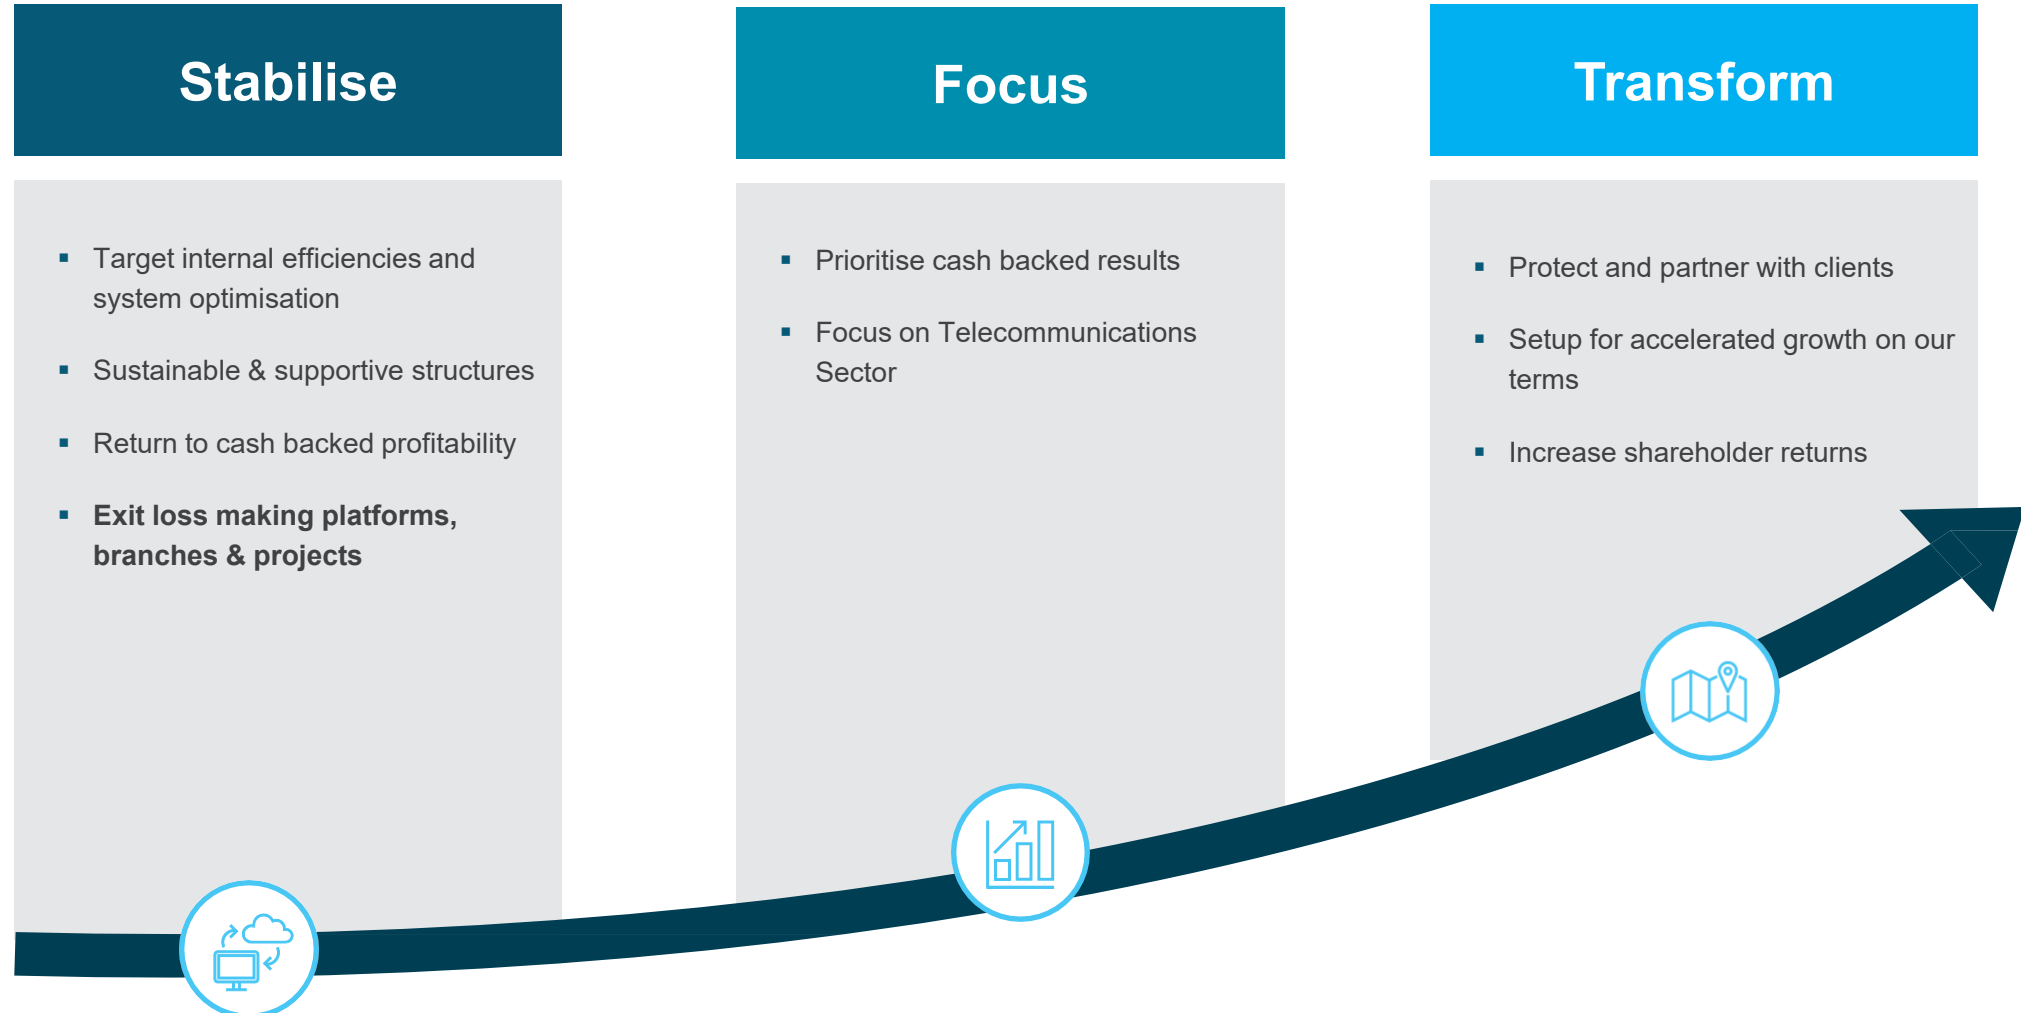 Stabilise
▪ Target internal efficiencies and
system optimisation
▪ Sustainable & supportive structures
▪ Return to cash backed profitability
▪ Exit loss making platforms,
branches & projects
Focus
▪ Prioritise cash backed results
▪ Focus on Telecommunications
Sector
Transform
▪ Protect and partner with clients
▪ Setup for accelerated growth on our
terms
▪ Increase shareholder returns